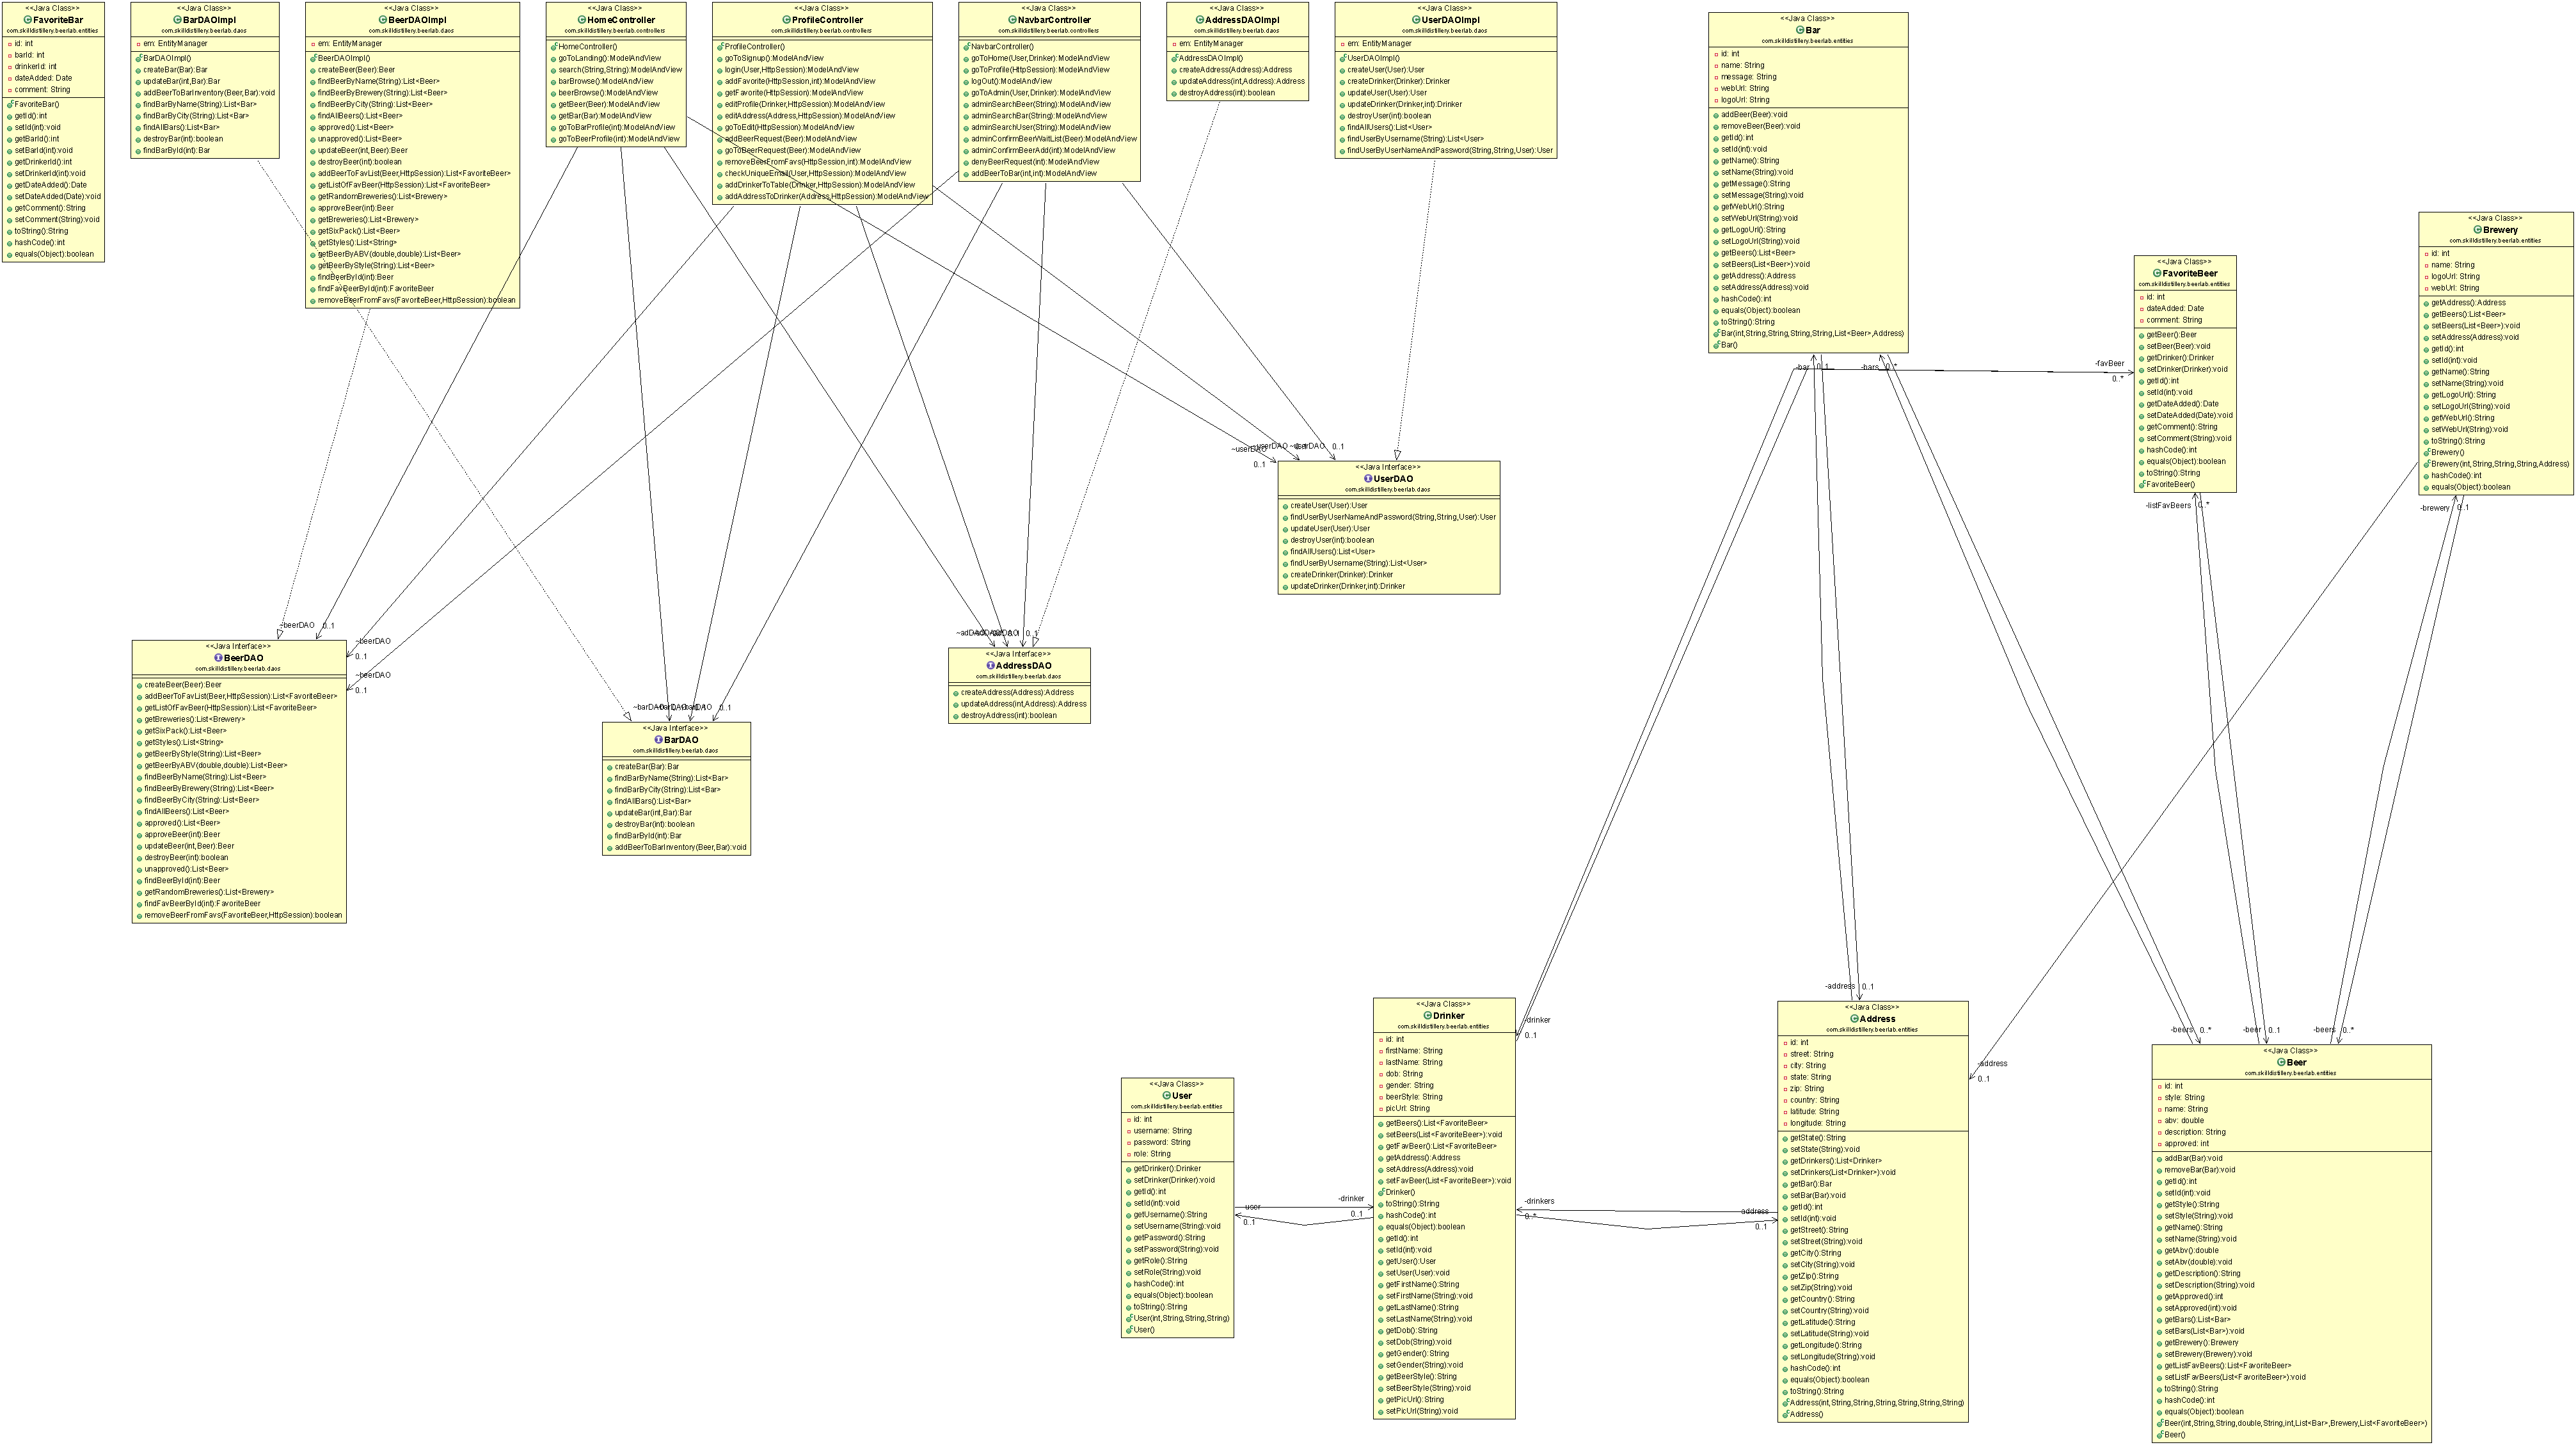 <<Java Class>>
FavoriteBar
com.skilldistillery.beerlab.entities
id: int
barId: int
drinkerId: int
dateAdded: Date
comment: String
FavoriteBar()
getId():int
setId(int):void
getBarId():int
setBarId(int):void
getDrinkerId():int
setDrinkerId(int):void
getDateAdded():Date
setDateAdded(Date):void
getComment():String
setComment(String):void
toString():String
hashCode():int
equals(Object):boolean
<<Java Class>>
BarDAOImpl
com.skilldistillery.beerlab.daos
em: EntityManager
BarDAOImpl()
createBar(Bar):Bar
updateBar(int,Bar):Bar
addBeerToBarInventory(Beer,Bar):void
findBarByName(String):List<Bar>
findBarByCity(String):List<Bar>
findAllBars():List<Bar>
destroyBar(int):boolean
findBarById(int):Bar
<<Java Class>>
BeerDAOImpl
com.skilldistillery.beerlab.daos
em: EntityManager
BeerDAOImpl()
createBeer(Beer):Beer
findBeerByName(String):List<Beer>
findBeerByBrewery(String):List<Beer>
findBeerByCity(String):List<Beer>
findAllBeers():List<Beer>
approved():List<Beer>
unapproved():List<Beer>
updateBeer(int,Beer):Beer
destroyBeer(int):boolean
addBeerToFavList(Beer,HttpSession):List<FavoriteBeer>
getListOfFavBeer(HttpSession):List<FavoriteBeer>
getRandomBreweries():List<Brewery>
approveBeer(int):Beer
getBreweries():List<Brewery>
getSixPack():List<Beer>
getStyles():List<String>
getBeerByABV(double,double):List<Beer>
getBeerByStyle(String):List<Beer>
findBeerById(int):Beer
findFavBeerById(int):FavoriteBeer
removeBeerFromFavs(FavoriteBeer,HttpSession):boolean
<<Java Class>>
HomeController
com.skilldistillery.beerlab.controllers
HomeController()
goToLanding():ModelAndView
search(String,String):ModelAndView
barBrowse():ModelAndView
beerBrowse():ModelAndView
getBeer(Beer):ModelAndView
getBar(Bar):ModelAndView
goToBarProfile(int):ModelAndView
goToBeerProfile(int):ModelAndView
<<Java Class>>
ProfileController
com.skilldistillery.beerlab.controllers
ProfileController()
goToSignup():ModelAndView
login(User,HttpSession):ModelAndView
addFavorite(HttpSession,int):ModelAndView
getFavorite(HttpSession):ModelAndView
editProfile(Drinker,HttpSession):ModelAndView
editAddress(Address,HttpSession):ModelAndView
goToEdit(HttpSession):ModelAndView
addBeerRequest(Beer):ModelAndView
goToBeerRequest(Beer):ModelAndView
removeBeerFromFavs(HttpSession,int):ModelAndView
checkUniqueEmail(User,HttpSession):ModelAndView
addDrinkerToTable(Drinker,HttpSession):ModelAndView
addAddressToDrinker(Address,HttpSession):ModelAndView
<<Java Class>>
NavbarController
com.skilldistillery.beerlab.controllers
NavbarController()
goToHome(User,Drinker):ModelAndView
goToProfile(HttpSession):ModelAndView
logOut():ModelAndView
goToAdmin(User,Drinker):ModelAndView
adminSearchBeer(String):ModelAndView
adminSearchBar(String):ModelAndView
adminSearchUser(String):ModelAndView
adminConfirmBeerWaitList(Beer):ModelAndView
adminConfirmBeerAdd(int):ModelAndView
denyBeerRequest(int):ModelAndView
addBeerToBar(int,int):ModelAndView
<<Java Class>>
AddressDAOImpl
com.skilldistillery.beerlab.daos
em: EntityManager
AddressDAOImpl()
createAddress(Address):Address
updateAddress(int,Address):Address
destroyAddress(int):boolean
<<Java Class>>
UserDAOImpl
com.skilldistillery.beerlab.daos
em: EntityManager
UserDAOImpl()
createUser(User):User
createDrinker(Drinker):Drinker
updateUser(User):User
updateDrinker(Drinker,int):Drinker
destroyUser(int):boolean
findAllUsers():List<User>
findUserByUsername(String):List<User>
findUserByUserNameAndPassword(String,String,User):User
<<Java Class>>
Bar
com.skilldistillery.beerlab.entities
id: int
name: String
message: String
webUrl: String
logoUrl: String
addBeer(Beer):void
removeBeer(Beer):void
getId():int
setId(int):void
getName():String
setName(String):void
getMessage():String
setMessage(String):void
getWebUrl():String
setWebUrl(String):void
getLogoUrl():String
setLogoUrl(String):void
getBeers():List<Beer>
setBeers(List<Beer>):void
getAddress():Address
setAddress(Address):void
hashCode():int
equals(Object):boolean
toString():String
Bar(int,String,String,String,String,List<Beer>,Address)
Bar()
<<Java Class>>
FavoriteBeer
com.skilldistillery.beerlab.entities
id: int
dateAdded: Date
comment: String
getBeer():Beer
setBeer(Beer):void
getDrinker():Drinker
setDrinker(Drinker):void
getId():int
setId(int):void
getDateAdded():Date
setDateAdded(Date):void
getComment():String
setComment(String):void
hashCode():int
equals(Object):boolean
toString():String
FavoriteBeer()
<<Java Class>>
Brewery
com.skilldistillery.beerlab.entities
id: int
name: String
logoUrl: String
webUrl: String
getAddress():Address
getBeers():List<Beer>
setBeers(List<Beer>):void
setAddress(Address):void
getId():int
setId(int):void
getName():String
setName(String):void
getLogoUrl():String
setLogoUrl(String):void
getWebUrl():String
setWebUrl(String):void
toString():String
Brewery()
Brewery(int,String,String,String,Address)
hashCode():int
equals(Object):boolean
-bar 0..1
-bars 0..*
-favBeer
0..*
-listFavBeers 0..*
-brewery 0..1
~userDAO
0..1
~userDAO 0..1
<<Java Interface>>
UserDAO
com.skilldistillery.beerlab.daos
createUser(User):User
findUserByUserNameAndPassword(String,String,User):User
updateUser(User):User
destroyUser(int):boolean
findAllUsers():List<User>
findUserByUsername(String):List<User>
createDrinker(Drinker):Drinker
updateDrinker(Drinker,int):Drinker
~beerDAO 0..1
~beerDAO
0..1
~beerDAO
0..1
<<Java Interface>>
BeerDAO
com.skilldistillery.beerlab.daos
createBeer(Beer):Beer
addBeerToFavList(Beer,HttpSession):List<FavoriteBeer>
getListOfFavBeer(HttpSession):List<FavoriteBeer>
getBreweries():List<Brewery>
getSixPack():List<Beer>
getStyles():List<String>
getBeerByStyle(String):List<Beer>
getBeerByABV(double,double):List<Beer>
findBeerByName(String):List<Beer>
findBeerByBrewery(String):List<Beer>
findBeerByCity(String):List<Beer>
findAllBeers():List<Beer>
approved():List<Beer>
approveBeer(int):Beer
updateBeer(int,Beer):Beer
destroyBeer(int):boolean
unapproved():List<Beer>
findBeerById(int):Beer
getRandomBreweries():List<Brewery>
findFavBeerById(int):FavoriteBeer
removeBeerFromFavs(FavoriteBeer,HttpSession):boolean
0..1
<<Java Interface>>
BarDAO
com.skilldistillery.beerlab.daos
createBar(Bar):Bar
findBarByName(String):List<Bar>
findBarByCity(String):List<Bar>
findAllBars():List<Bar>
updateBar(int,Bar):Bar
destroyBar(int):boolean
findBarById(int):Bar
addBeerToBarInventory(Beer,Bar):void
0..1
<<Java Interface>>
AddressDAO
com.skilldistillery.beerlab.daos
createAddress(Address):Address
updateAddress(int,Address):Address
destroyAddress(int):boolean
<<Java Class>>
User
com.skilldistillery.beerlab.entities
id: int
username: String
password: String
role: String
getDrinker():Drinker
setDrinker(Drinker):void
getId():int
setId(int):void
getUsername():String
setUsername(String):void
getPassword():String
setPassword(String):void
getRole():String
setRole(String):void
hashCode():int
equals(Object):boolean
toString():String
User(int,String,String,String)
User()
-user
0..1
-drinker
0..1
<<Java Class>>
Drinker
com.skilldistillery.beerlab.entities
id: int
firstName: String
lastName: String
dob: String
gender: String
beerStyle: String
picUrl: String
getBeers():List<FavoriteBeer>
setBeers(List<FavoriteBeer>):void
getFavBeer():List<FavoriteBeer>
getAddress():Address
setAddress(Address):void
setFavBeer(List<FavoriteBeer>):void
Drinker()
toString():String
hashCode():int
equals(Object):boolean
getId():int
setId(int):void
getUser():User
setUser(User):void
getFirstName():String
setFirstName(String):void
getLastName():String
setLastName(String):void
getDob():String
setDob(String):void
getGender():String
setGender(String):void
getBeerStyle():String
setBeerStyle(String):void
getPicUrl():String
setPicUrl(String):void
-drinker
0..1
-drinkers
0..*
-address
0..1
-address 0..1
<<Java Class>>
Address
com.skilldistillery.beerlab.entities
id: int
street: String
city: String
state: String
zip: String
country: String
latitude: String
longitude: String
getState():String
setState(String):void
getDrinkers():List<Drinker>
setDrinkers(List<Drinker>):void
getBar():Bar
setBar(Bar):void
getId():int
setId(int):void
getStreet():String
setStreet(String):void
getCity():String
setCity(String):void
getZip():String
setZip(String):void
getCountry():String
setCountry(String):void
getLatitude():String
setLatitude(String):void
getLongitude():String
setLongitude(String):void
hashCode():int
equals(Object):boolean
toString():String
Address(int,String,String,String,String,String,String)
Address()
-address
0..1
-beers 0..*
-beer 0..1
-beers 0..*
<<Java Class>>
Beer
com.skilldistillery.beerlab.entities
id: int
style: String
name: String
abv: double
description: String
approved: int
addBar(Bar):void
removeBar(Bar):void
getId():int
setId(int):void
getStyle():String
setStyle(String):void
getName():String
setName(String):void
getAbv():double
setAbv(double):void
getDescription():String
setDescription(String):void
getApproved():int
setApproved(int):void
getBars():List<Bar>
setBars(List<Bar>):void
getBrewery():Brewery
setBrewery(Brewery):void
getListFavBeers():List<FavoriteBeer>
setListFavBeers(List<FavoriteBeer>):void
toString():String
hashCode():int
equals(Object):boolean
Beer(int,String,String,double,String,int,List<Bar>,Brewery,List<FavoriteBeer>)
Beer()